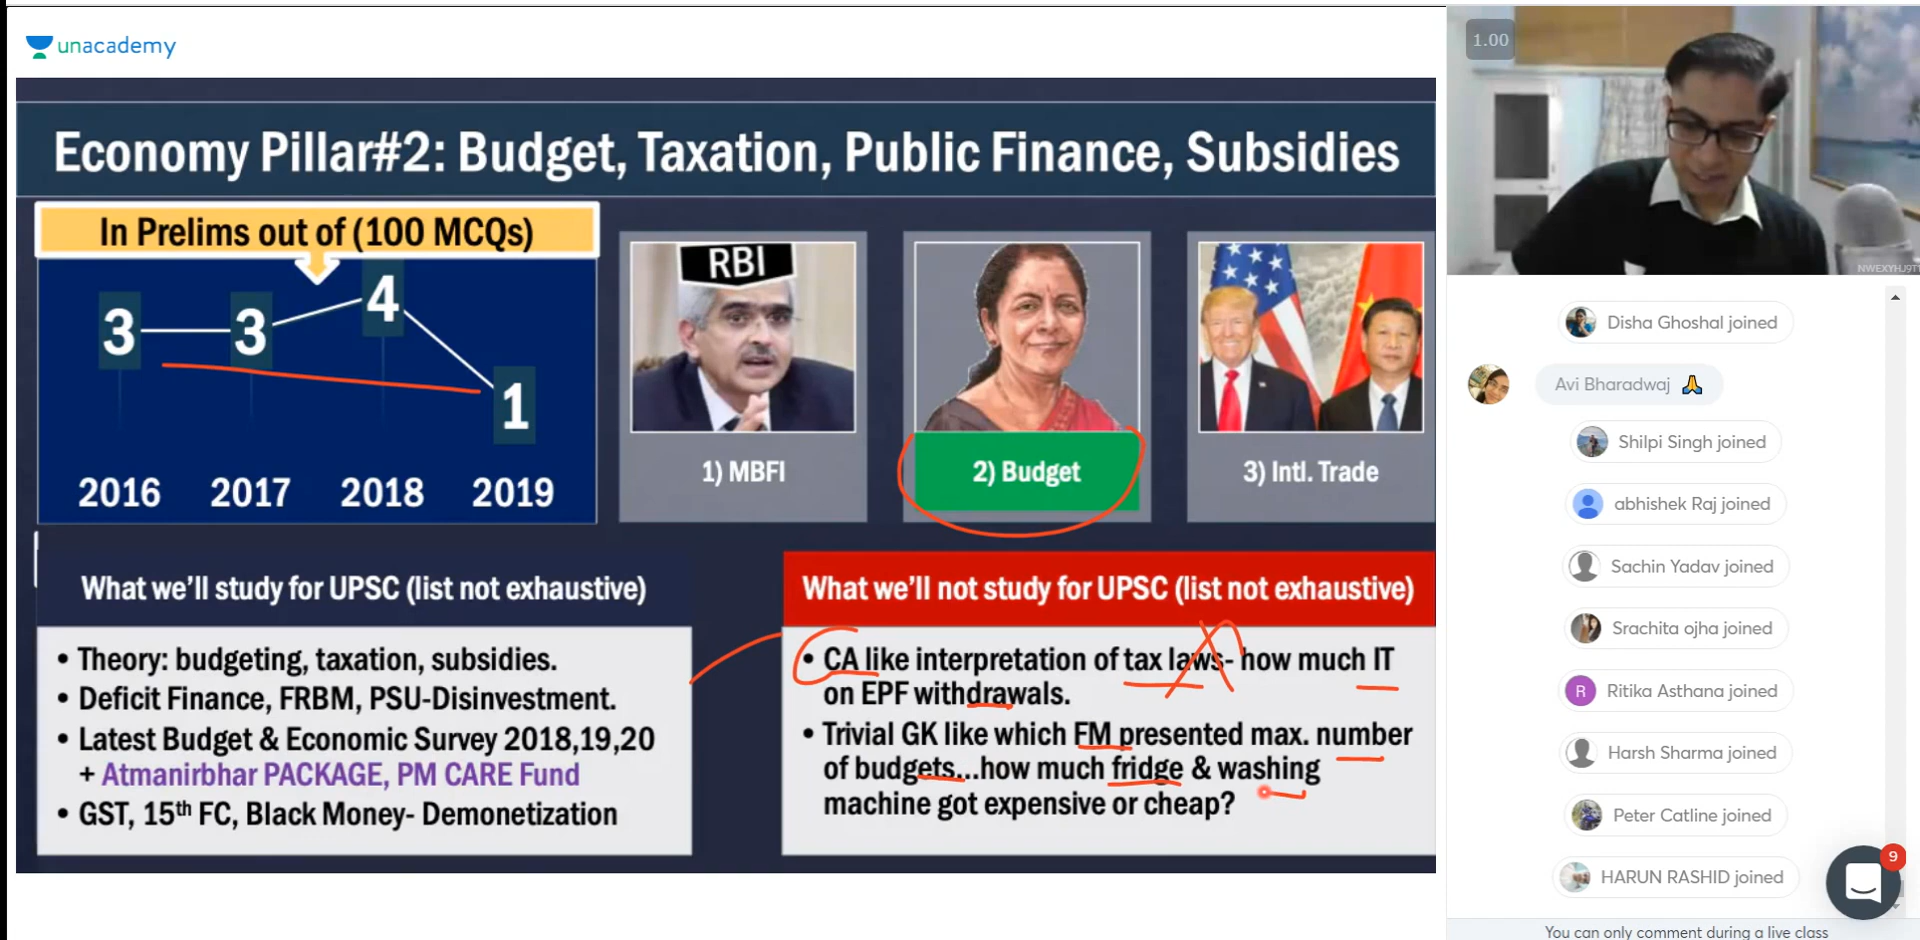 unacademy
Economy Pillar#2: Budget, Taxation, Public Finance, Subsidies
In Prelims out of (100 MCQs)
3 3 4 1
2016 2017 2018 2019
RBI
1) MBFI
2) Budget
3) Intl. Trade
What we'll study for UPSC (list not exhaustive)
• Theory: budgeting, taxation, subsidies.
• Deficit Finance, FRBM, PSU-Disinvestment.
• Latest Budget & Economic Survey 2018,19,20
+ Atmanirbhar PACKAGE, PM CARE Fund
• GST, 15th FC, Black Money- Demonetization
What we'll not study for UPSC (list not exhaustive)
• CA like interpretation of tax laws- how much IT
on EPF withdrawals.
• Trivial GK like which FM presented max. number
of budgets...how much fridge & washing
machine got expensive or cheap?
1.00
Disha Ghoshal joined
Avi Bharadwaj 🙏
Shilpi Singh joined
abhishek Raj joined
Sachin Yadav joined
Srachita ojha joined
R Ritika Asthana joined
Harsh Sharma joined
Peter Catline joined
HARUN RASHID joined
9
You can only comment during a live class